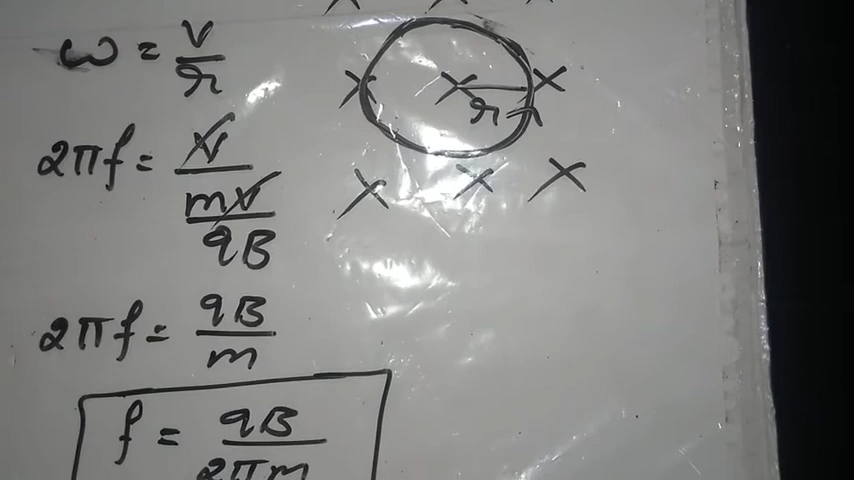 ω = v/r
2πf = v/(mv/qB)
2πf = qB/m
f = qB/2πm
× ×
× × ×
r
× × ×